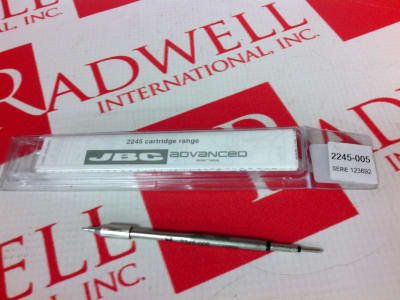 RADWELL
INTERNATIONAL, INC.
2245 cartridge range
JBC advanced
2245-005
SERIE 123692
RADWELL
INTERNATIONAL, INC.